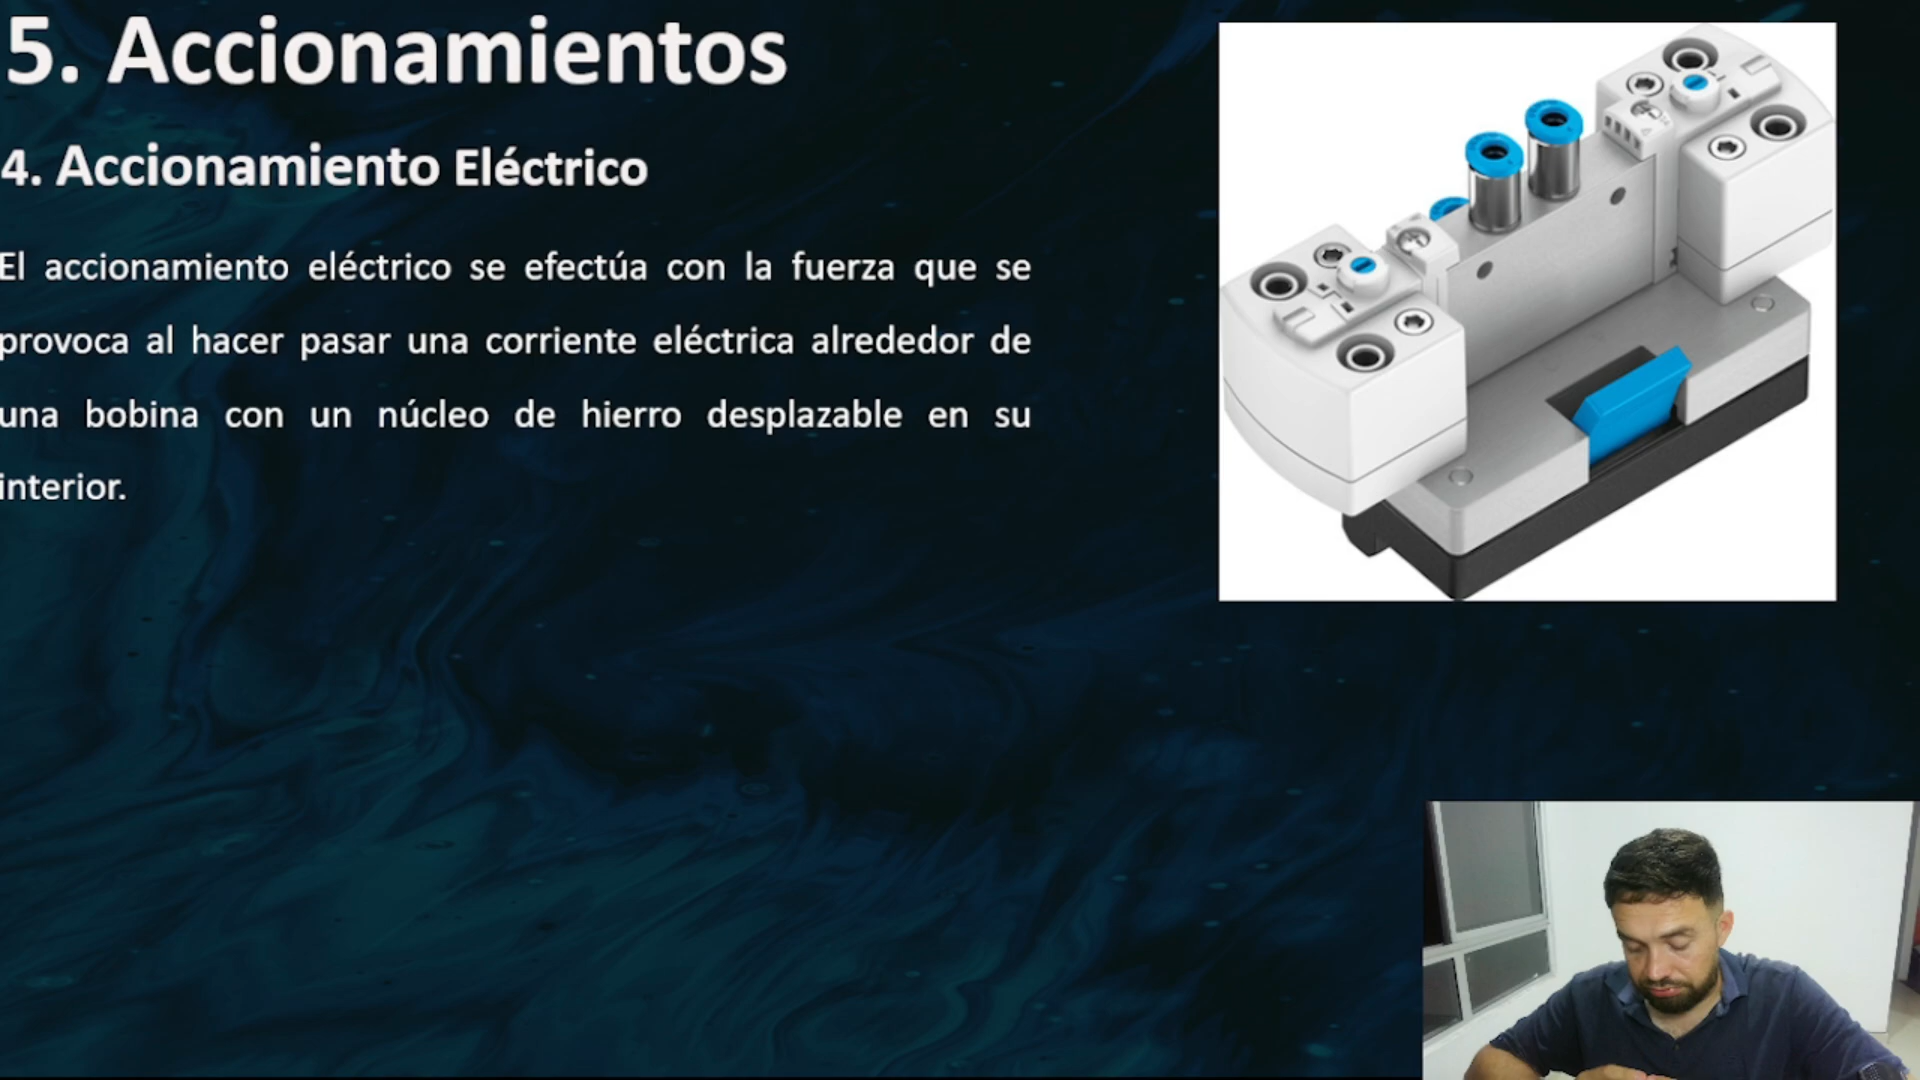 5. Accionamientos
4. Accionamiento Eléctrico
El accionamiento eléctrico se efectúa con la fuerza que se
provoca al hacer pasar una corriente eléctrica alrededor de
una bobina con un núcleo de hierro desplazable en su
interior.